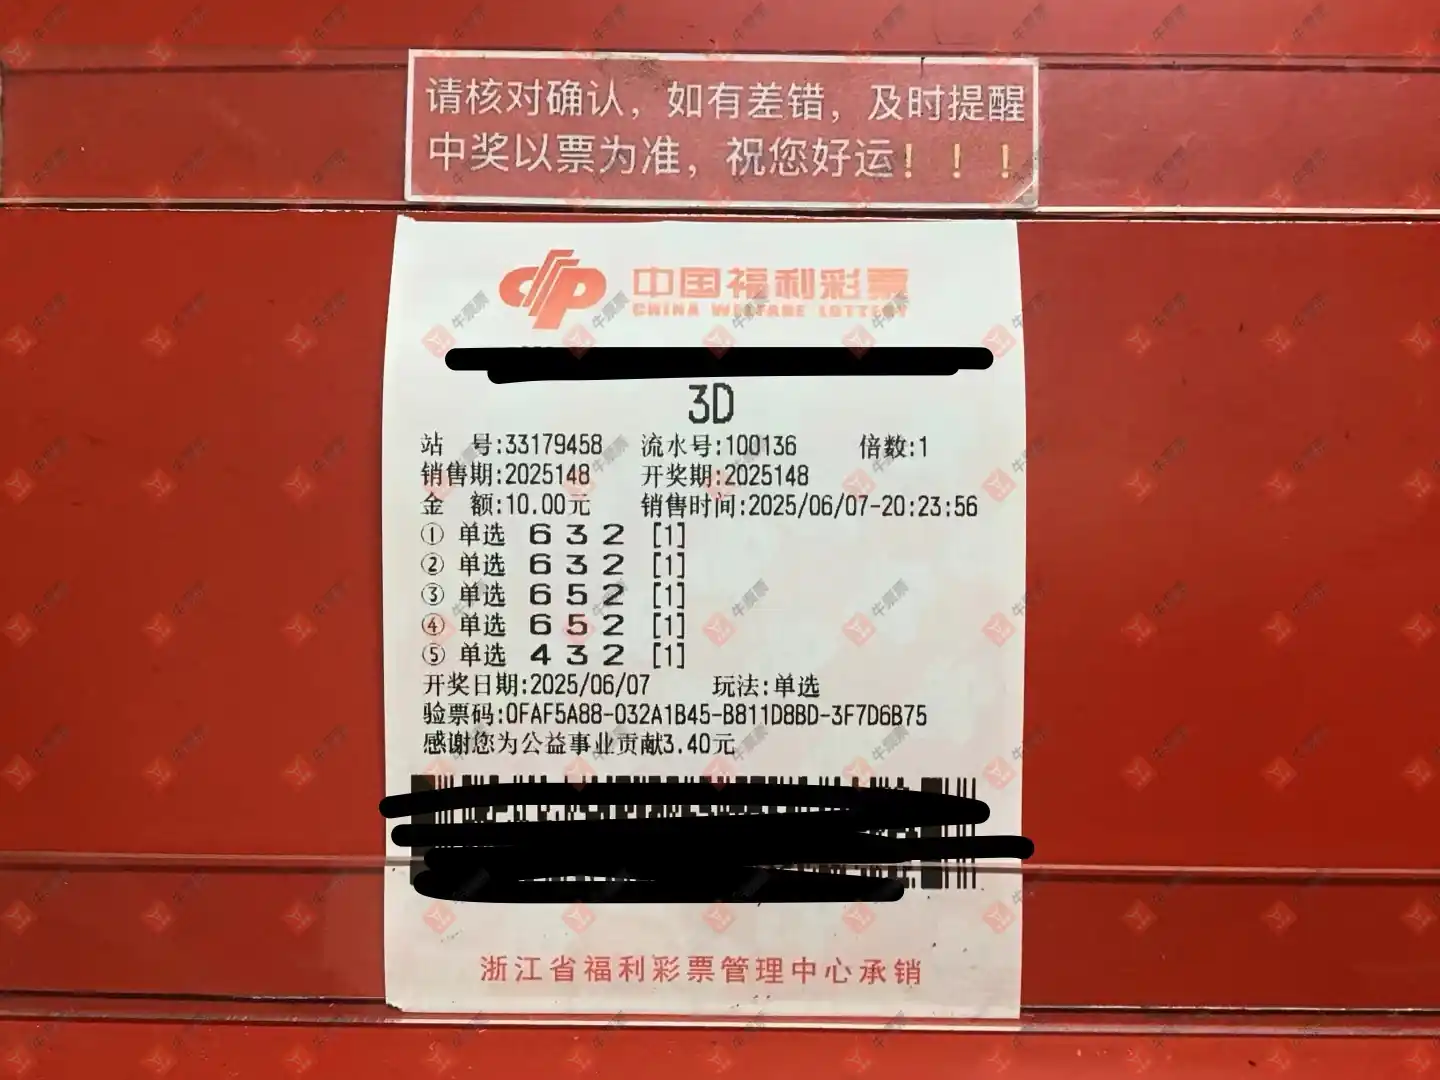 请核对确认，如有差错，及时提醒
中奖以票为准，祝您好运！！！
中国福利彩票
CHINA WELFARE LOTTERY
3D
站 号:33179458 流水号:100136 倍数:1
销售期:2025148 开奖期:2025148
金 额:10.00元 销售时间:2025/06/07-20:23:56
① 单选 6 3 2 [1]
② 单选 6 3 2 [1]
③ 单选 6 5 2 [1]
④ 单选 6 5 2 [1]
⑤ 单选 4 3 2 [1]
开奖日期:2025/06/07 玩法:单选
验票码:0FAF5A88-032A1B45-B811D8BD-3F7D6B75
感谢您为公益事业贡献3.40元
浙江省福利彩票管理中心承销
牛票票